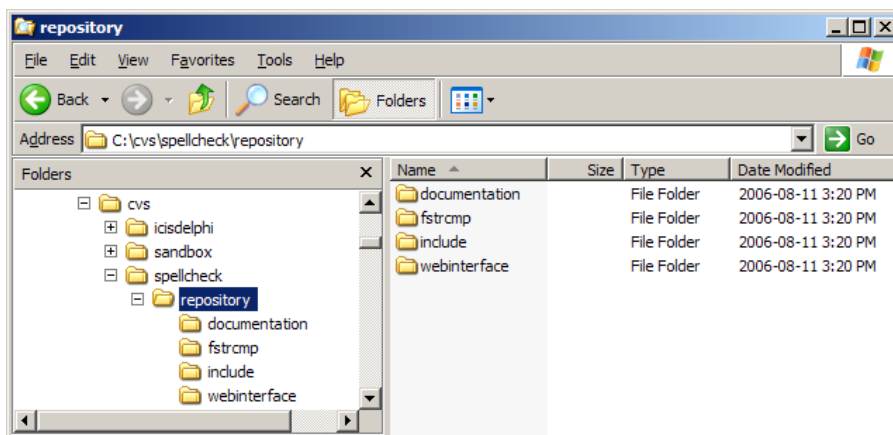 repository
File Edit View Favorites Tools Help
Back Search Folders
Address C:\cvs\spellcheck\repository Go
Folders x Name Size Type Date Modified
cvs
icisdelphi
sandbox
spellcheck
repository
documentation
fstrcmp
include
webinterface
documentation File Folder 2006-08-11 3:20 PM
fstrcmp File Folder 2006-08-11 3:20 PM
include File Folder 2006-08-11 3:20 PM
webinterface File Folder 2006-08-11 3:20 PM